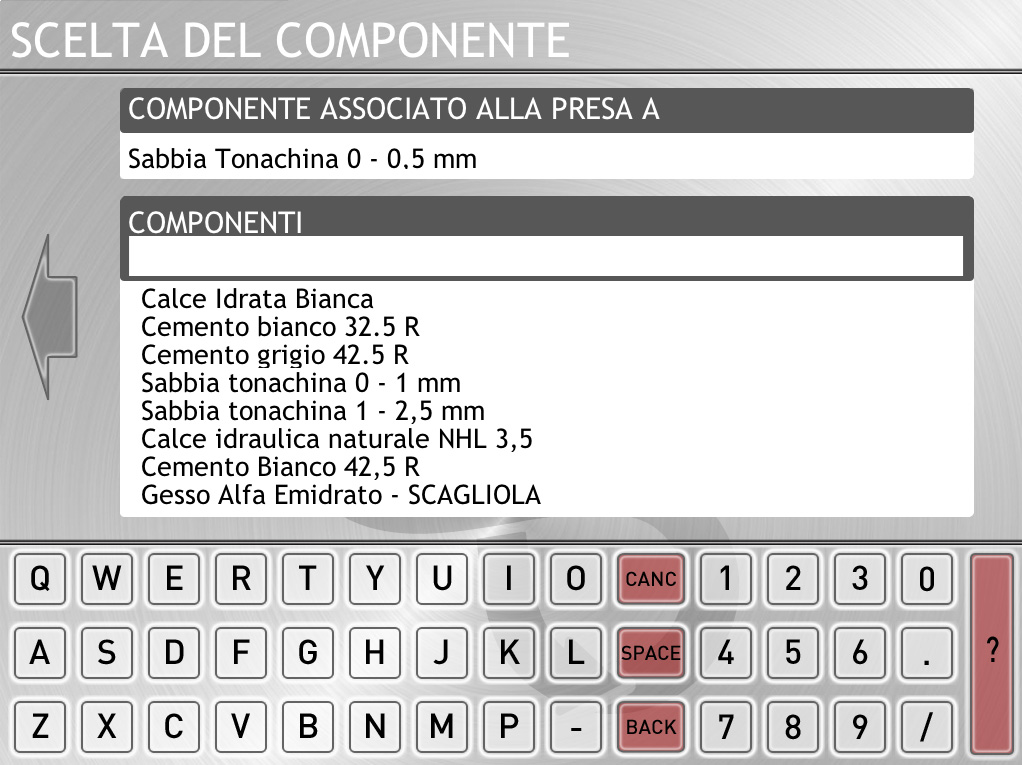 SCELTA DEL COMPONENTE
COMPONENTE ASSOCIATO ALLA PRESA A
Sabbia Tonachina 0 - 0.5 mm
COMPONENTI
Calce Idrata Bianca
Cemento bianco 32.5 R
Cemento grigio 42.5 R
Sabbia tonachina 0 - 1 mm
Sabbia tonachina 1 - 2,5 mm
Calce idraulica naturale NHL 3,5
Cemento Bianco 42,5 R
Gesso Alfa Emidrato - SCAGLIOLA
Q W E R T Y U I O CANC 1 2 3 0
A S D F G H J K L SPACE 4 5 6 . ?
Z X C V B N M P - BACK 7 8 9 /